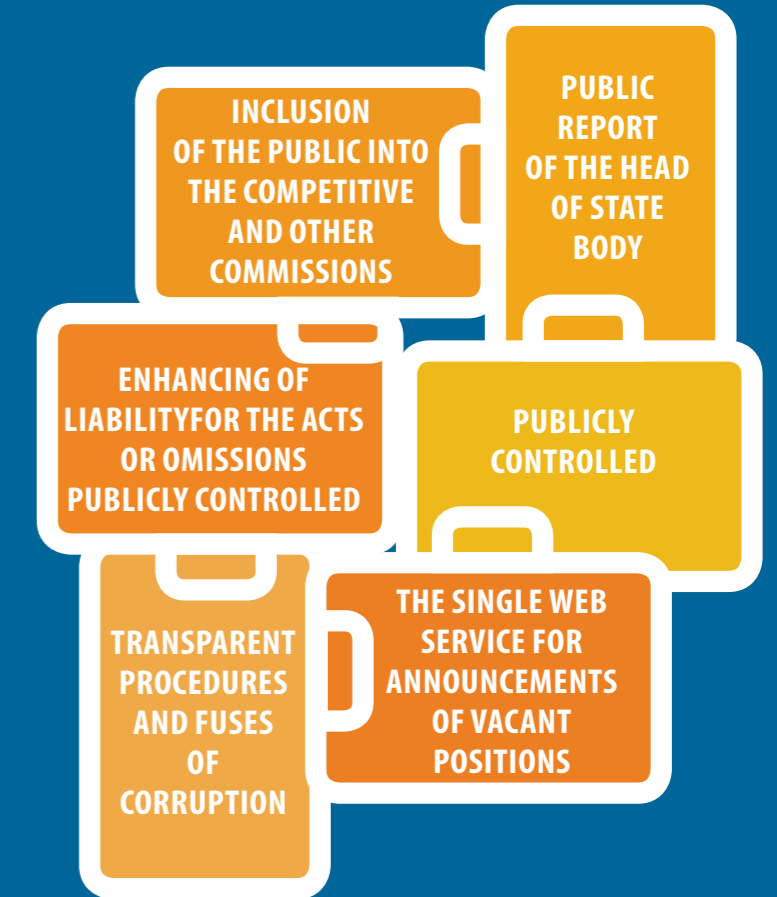 INCLUSION
OF THE PUBLIC INTO
THE COMPETITIVE
AND OTHER
COMMISSIONS
PUBLIC
REPORT
OF THE HEAD
OF STATE
BODY
ENHANCING OF
LIABILITYFOR THE ACTS
OR OMISSIONS
PUBLICLY CONTROLLED
PUBLICLY
CONTROLLED
TRANSPARENT
PROCEDURES
AND FUSES
OF
CORRUPTION
THE SINGLE WEB
SERVICE FOR
ANNOUNCEMENTS
OF VACANT
POSITIONS